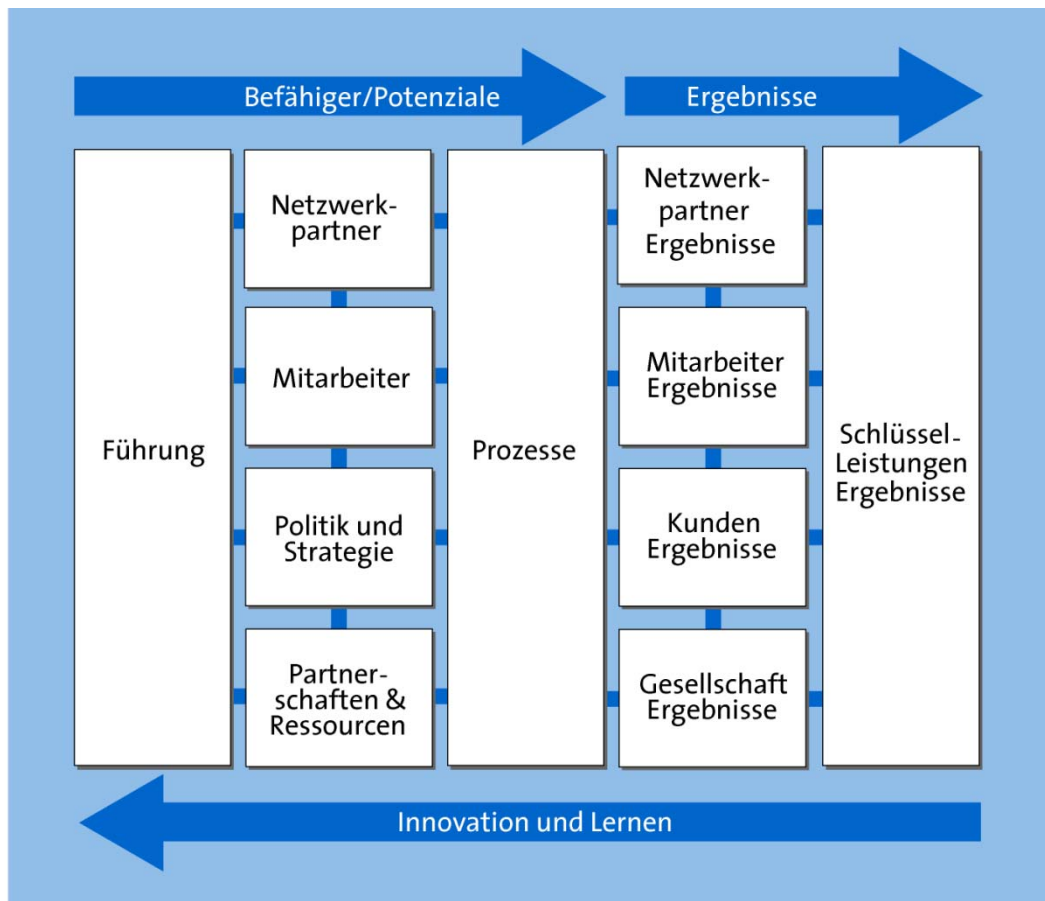 Befähiger/Potenziale
Ergebnisse
Führung
Netzwerk-
partner
Mitarbeiter
Politik und
Strategie
Partner-
schaften &
Ressourcen
Prozesse
Netzwerk-
partner
Ergebnisse
Mitarbeiter
Ergebnisse
Kunden
Ergebnisse
Gesellschaft
Ergebnisse
Schlüssel-
Leistungen
Ergebnisse
Innovation und Lernen